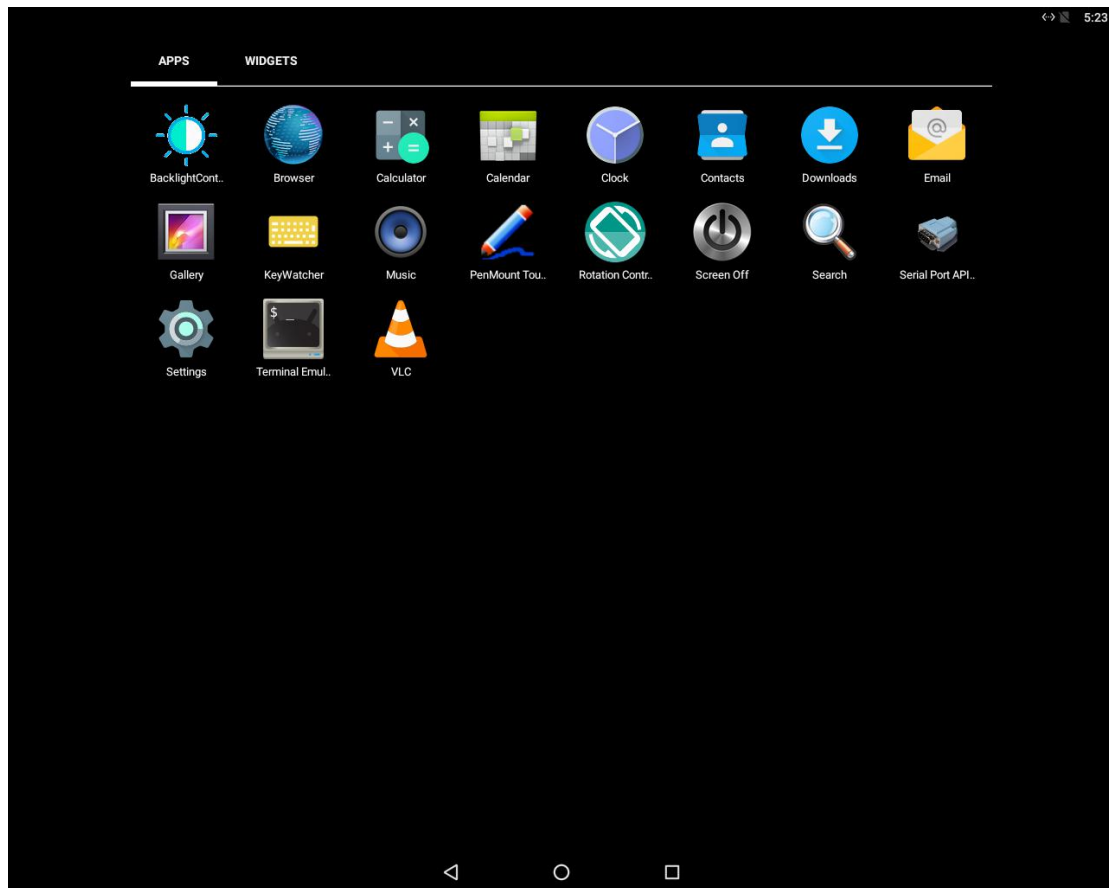 5:23
APPS WIDGETS
BacklightCont.. Browser Calculator Calendar Clock Contacts Downloads Email
Gallery KeyWatcher Music PenMount Tou.. Rotation Contr.. Screen Off Search Serial Port API..
Settings Terminal Emul.. VLC